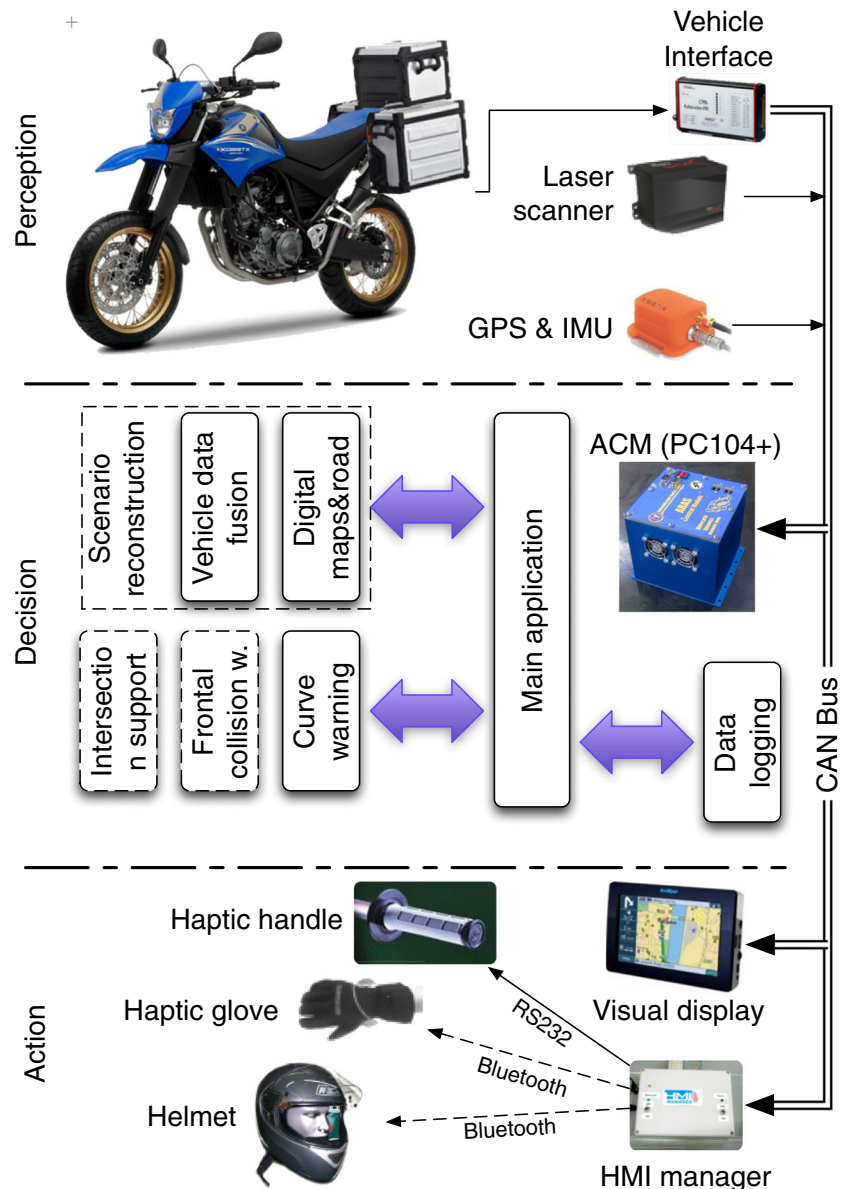 Perception
Vehicle
Interface
Laser
scanner
GPS & IMU
Decision
Scenario
reconstruction
Vehicle data
fusion
Digital
maps&road
Main application
ACM (PC104+)
Intersectio
n support
Frontal
collision w.
Curve
warning
Data
logging
CAN Bus
Action
Haptic handle
Haptic glove
Helmet
RS232
Bluetooth
Bluetooth
Visual display
HMI
MANAGER
HMI manager